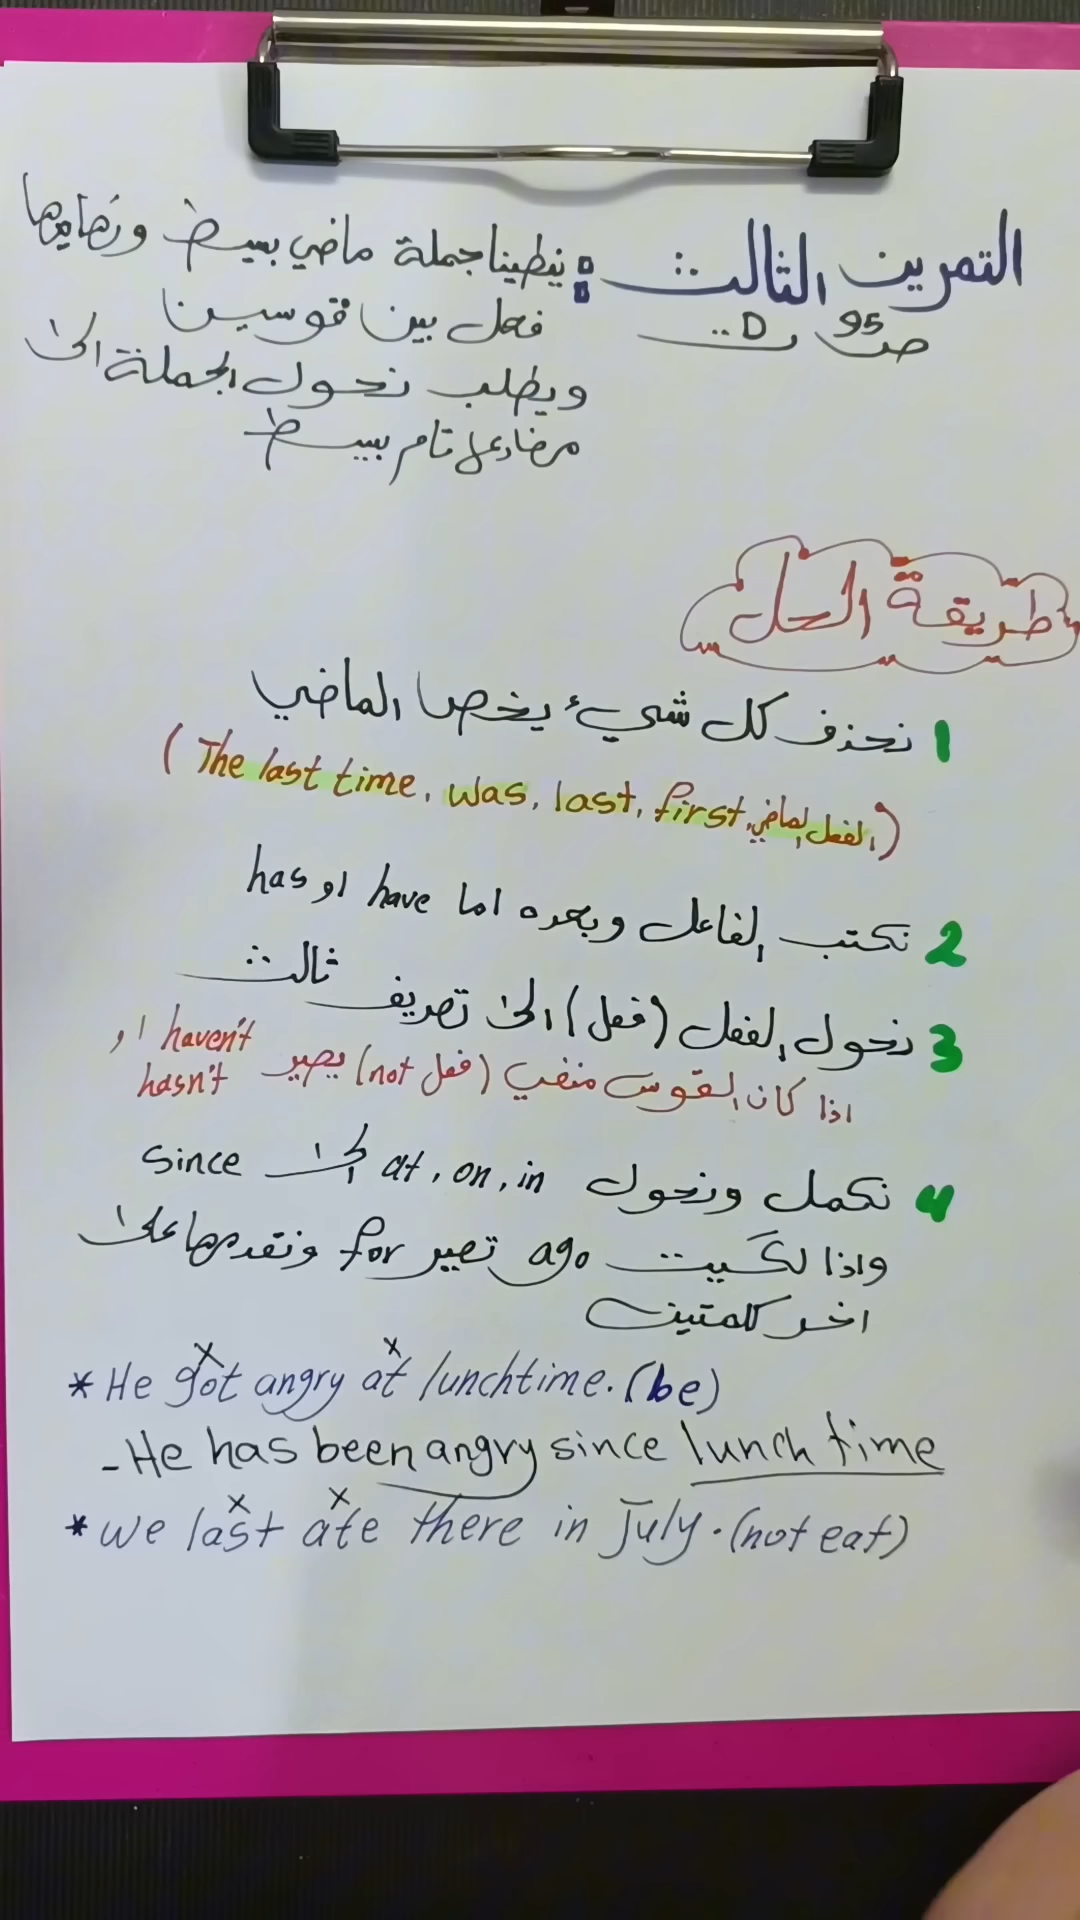 التمرين الثالث : ينطينا جملة ماضي بسيط ونهايتها
ص 95 ت D
فعل بين قوسين
ويطلب نحول الجملة الى
مضارع تام بسيط
طريقة الحل
1 نحذف كل شيء يخص الماضي
(The last time, was, last, first, الفعل الماضي)
2 نكتب الفاعل وبعده اما have او has
3 نحول الفعل (فعل) الى تصريف ثالث
اذا كان القوس منفي (not فعل) يصير haven't او
hasn't
4 نكمل ونحول at, on, in الى since
واذا لكيت ago تصير for ونقدمها على
اخر كلمتين
* He got angry at lunchtime. (be)
- He has been angry since lunch time
* we last ate there in July. (not eat)